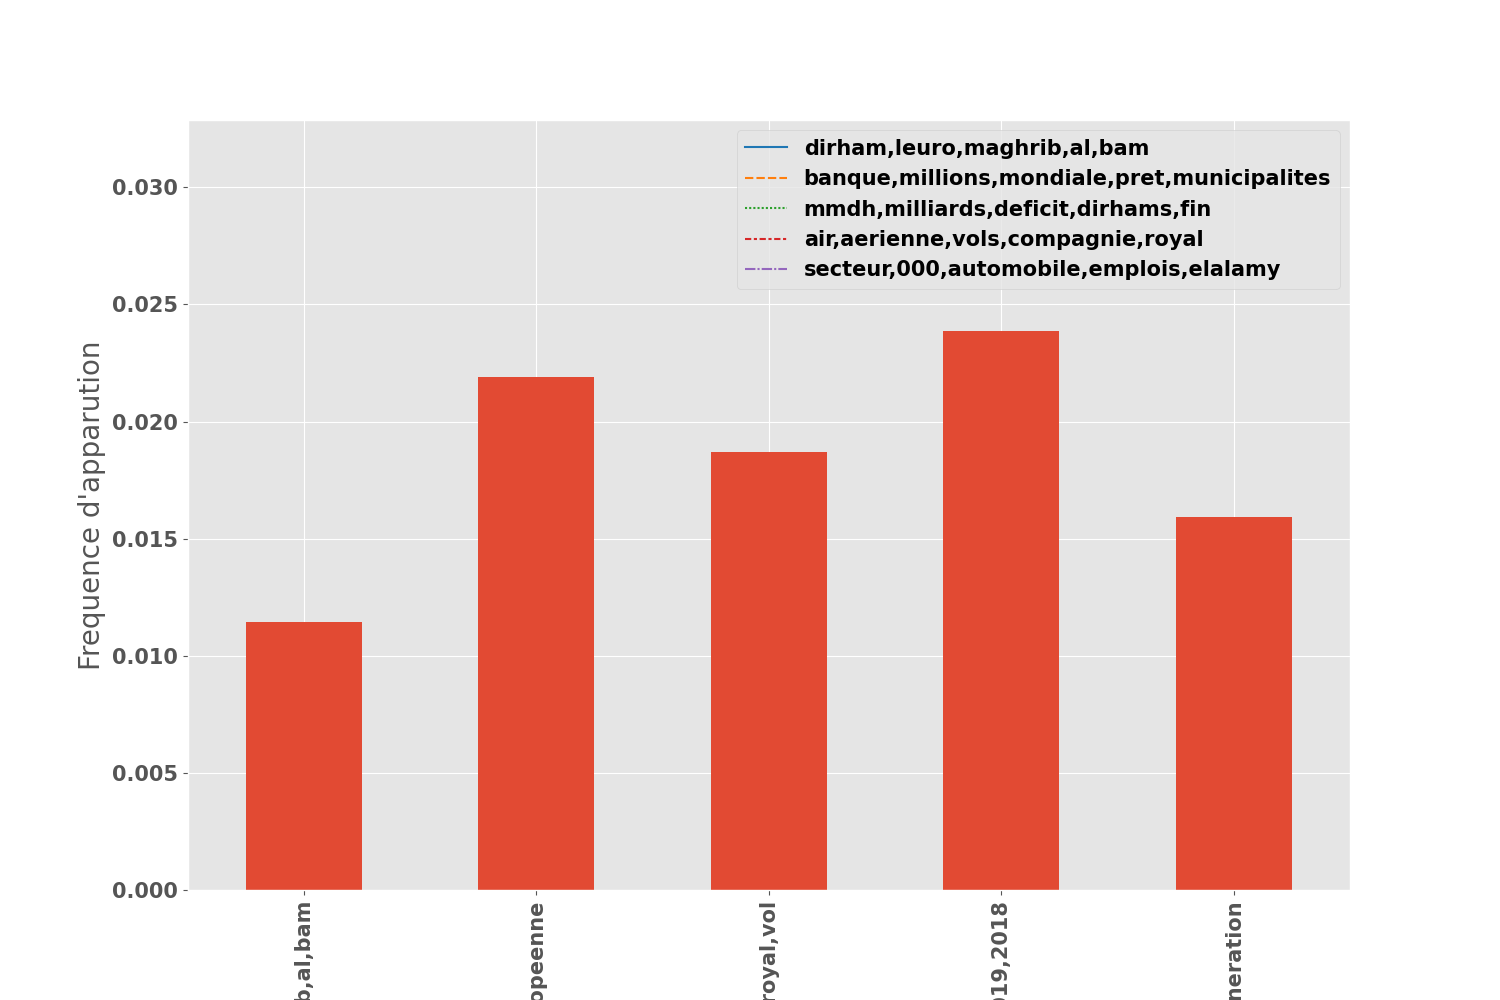 dirham,leuro,maghrib,al,bam
banque,millions,mondiale,pret,municipalites
mmdh,milliards,deficit,dirhams,fin
air,aerienne,vols,compagnie,royal
secteur,000,automobile,emplois,elalamy
Frequence d'apparution
0.030
0.025
0.020
0.015
0.010
0.005
0.000
b,al,bam
opeenne
royal,vol
019,2018
neration